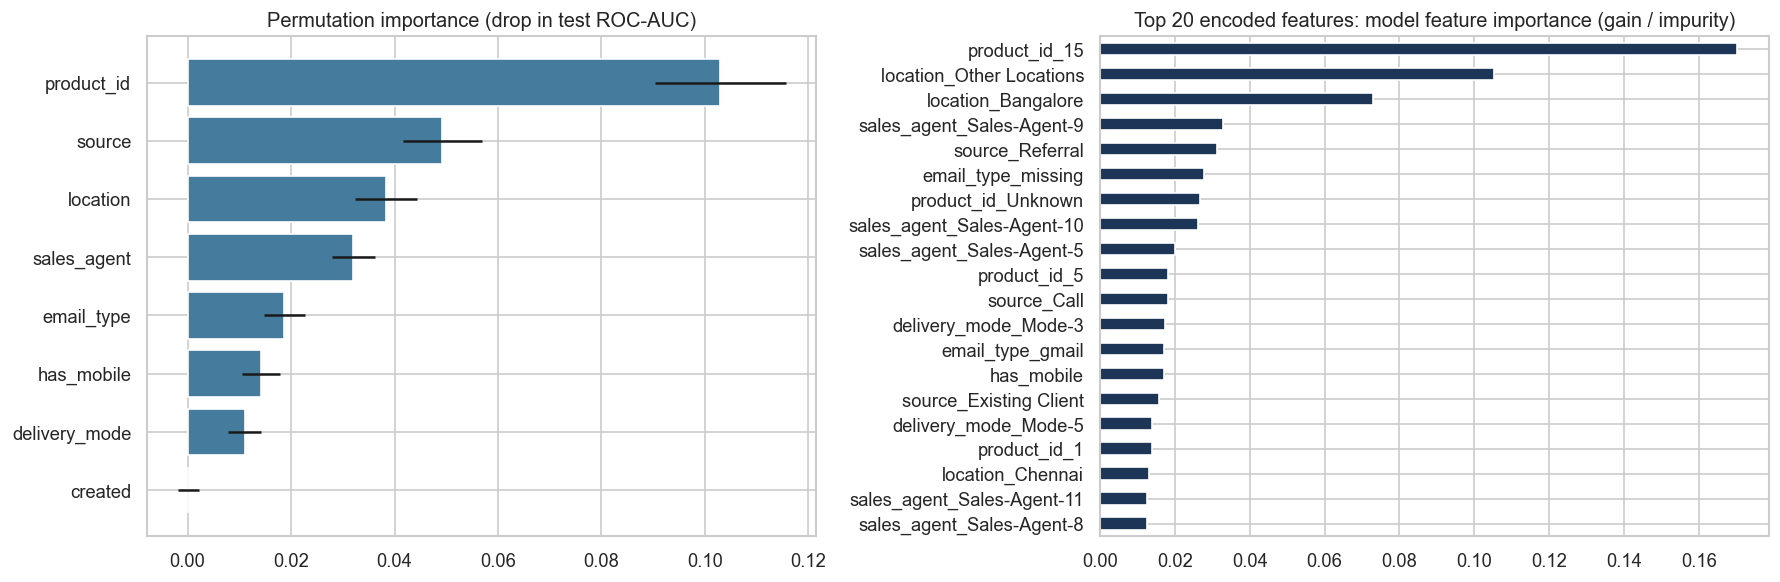 Permutation importance (drop in test ROC-AUC)
product_id
source
location
sales_agent
email_type
has_mobile
delivery_mode
created
0.00 0.02 0.04 0.06 0.08 0.10 0.12
Top 20 encoded features: model feature importance (gain / impurity)
product_id_15
location_Other Locations
location_Bangalore
sales_agent_Sales-Agent-9
source_Referral
email_type_missing
product_id_Unknown
sales_agent_Sales-Agent-10
sales_agent_Sales-Agent-5
product_id_5
source_Call
delivery_mode_Mode-3
email_type_gmail
has_mobile
source_Existing Client
delivery_mode_Mode-5
product_id_1
location_Chennai
sales_agent_Sales-Agent-11
sales_agent_Sales-Agent-8
0.00 0.02 0.04 0.06 0.08 0.10 0.12 0.14 0.16